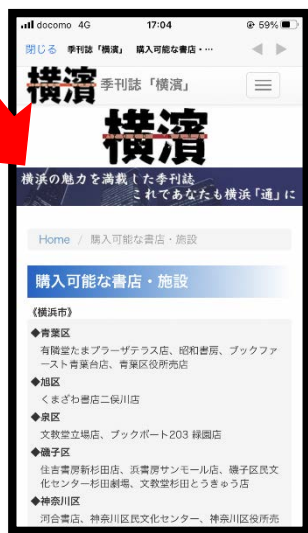 docomo 4G 17:04 59%
閉じる 季刊誌「横濱」 購入可能な書店・…
横濱 季刊誌「横濱」
横濱
横浜の魅力を満載した季刊誌
これであなたも横浜「通」に
Home / 購入可能な書店・施設
購入可能な書店・施設
《横浜市》
◆青葉区
有隣堂たまプラーザテラス店、昭和書房、ブックファ
ースト青葉台店、青葉区役所売店
◆旭区
くまざわ書店二俣川店
◆泉区
文教堂立場店、ブックポート203 緑園店
◆磯子区
住吉書房新杉田店、浜書房サンモール店、磯子区民文
化センター杉田劇場、文教堂杉田とうきゅう店
◆神奈川区
河合書店、神奈川区民文化センター、神奈川区役所売